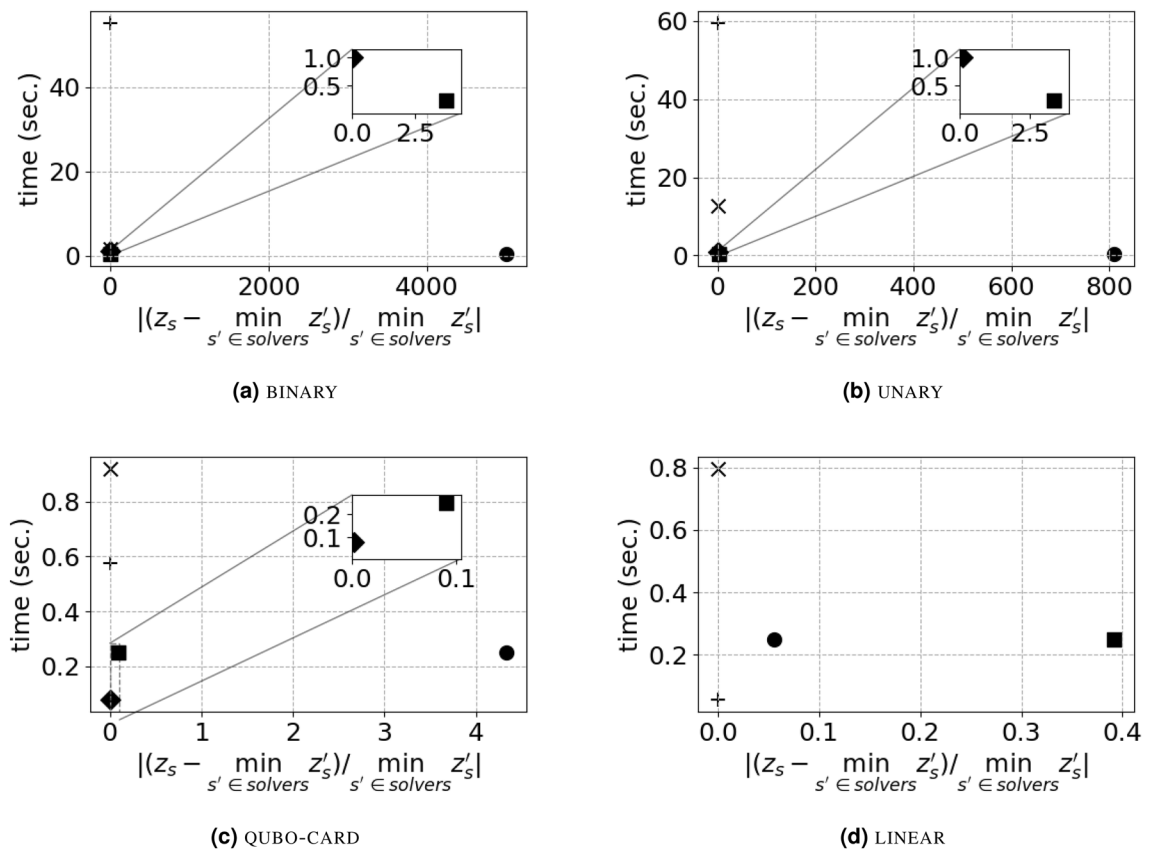 time (sec.)
40
20
0
1.0
0.5
0.0 2.5
0 2000 4000
|(z_s − min_{s′ ∈ solvers} z′_s)/ min_{s′ ∈ solvers} z′_s|
(a) BINARY
time (sec.)
60
40
20
0
1.0
0.5
0.0 2.5
0 200 400 600 800
|(z_s − min_{s′ ∈ solvers} z′_s)/ min_{s′ ∈ solvers} z′_s|
(b) UNARY
time (sec.)
0.8
0.6
0.4
0.2
0.2
0.1
0.0 0.1
0 1 2 3 4
|(z_s − min_{s′ ∈ solvers} z′_s)/ min_{s′ ∈ solvers} z′_s|
(c) QUBO-CARD
time (sec.)
0.8
0.6
0.4
0.2
0.0 0.1 0.2 0.3 0.4
|(z_s − min_{s′ ∈ solvers} z′_s)/ min_{s′ ∈ solvers} z′_s|
(d) LINEAR